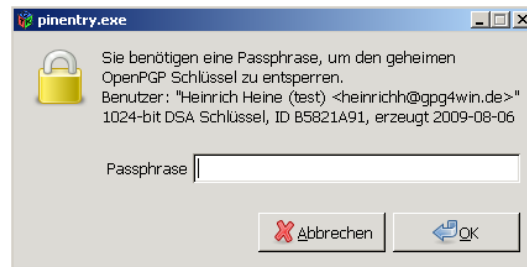 pinentry.exe
Sie benötigen eine Passphrase, um den geheimen
OpenPGP Schlüssel zu entsperren.
Benutzer: "Heinrich Heine (test) <heinrichh@gpg4win.de>"
1024-bit DSA Schlüssel, ID B5821A91, erzeugt 2009-08-06
Passphrase
Abbrechen
OK